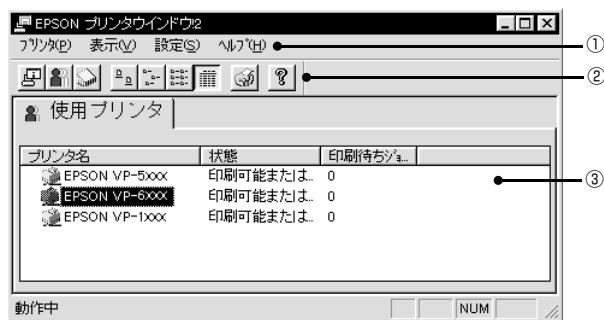 EPSON プリンタウインドウ!2
プリンタ(P) 表示(V) 設定(S) ヘルプ(H) ①
②
使用プリンタ
プリンタ名 状態 印刷待ちジョ...
EPSON VP-5xxx 印刷可能または... 0
EPSON VP-6xxx 印刷可能または... 0
EPSON VP-1xxx 印刷可能または... 0
③
動作中 NUM